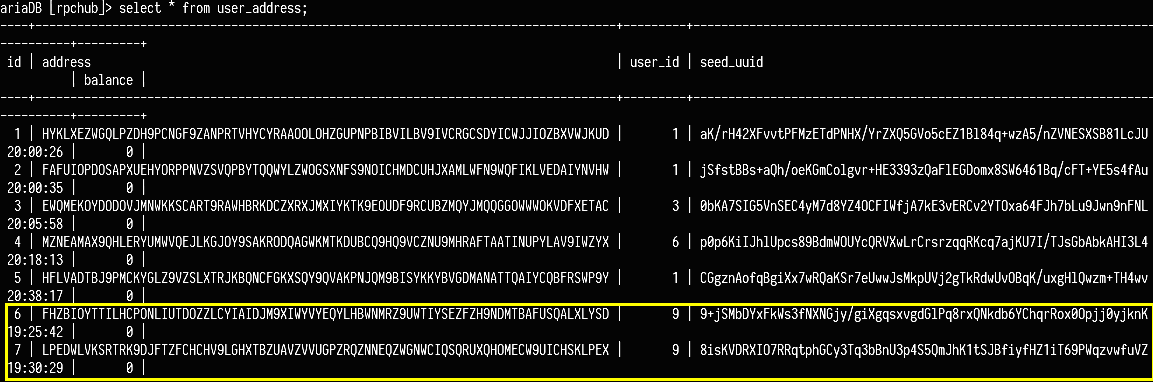 ariaDB [rpchub]> select * from user_address;
----+-----------------------------------------------------------------------------------+---------+----------------------------------------------------------------
----------+---------+
 id | address | user_id | seed_uuid
          | balance |
----+-----------------------------------------------------------------------------------+---------+----------------------------------------------------------------
----------+---------+
  1 | HYKLXEZWGQLPZDH9PCNGF9ZANPRTVHYCYRAAOOLOHZGUPNPBIBVILBV9IVCRGCSDYICWJJIOZBXVWJKUD | 1 | aK/rH42XFvvtPFMzETdPNHX/YrZXQ5GVo5cEZ1Bl84q+wzA5/nZVNESXSB81LcJU
20:00:26 | 0 |
  2 | FAFUIOPDOSAPXUEHYORPPNVZSVQPBYTQQWYLZWOGSXNFS9NOICHMDCUHJXAMLWFN9WQFIKLVEDAIYNVHW | 1 | jSfstBBs+aQh/oeKGmColgvr+HE3393zQaFlEGDomx8SW6461Bq/cFT+YE5s4fAu
20:00:35 | 0 |
  3 | EWQMEKOYDODOVJMNWKKSCART9RAWHBRKDCZXRXJMXIYKTK9EOUDF9RCUBZMQYJMQQGGOWWWOKVDFXETAC | 3 | 0bKA7SIG5VnSEC4yM7d8YZ4OCFIWfjA7kE3vERCv2YTOxa64FJh7bLu9Jwn9nFNL
20:05:58 | 0 |
  4 | MZNEAMAX9QHLERYUMWVQEJLKGJOY9SAKRODQAGWKMTKDUBCQ9HQ9VCZNU9MHRAFTAATINUPYLAV9IWZYX | 6 | p0p6KiIJhlUpcs89BdmWOUYcQRVXwLrCrsrzqqRKcq7ajKU7I/TJsGbAbkAHI3L4
20:18:13 | 0 |
  5 | HFLVADTBJ9PMCKYGLZ9VZSLXTRJKBQNCFGKXSQY9QVAKPNJQM9BISYKKYBVGDMANATTQAIYCQBFRSWP9Y | 1 | CGgznAofqBgiXx7wRQaKSr7eUwwJsMkpUVj2gTkRdwUvOBqK/uxgHlQwzm+TH4wv
20:38:17 | 0 |
  6 | FHZBIOYTTILHCPONLIUTDOZZLCYIAIDJM9XIWYVYEQYLHBWNMRZ9UWTIYSEZFZH9NDMTBAFUSQALXLYSD | 9 | 9+jSMbDYxFkWs3fNXNGjy/giXgqsxvgdGlPq8rxQNkdb6YChqrRox0Opjj0yjknK
19:25:42 | 0 |
  7 | LPEDWLVKSRTRK9DJFTZFCHCHV9LGHXTBZUAVZVVUGPZRQZNNEQZWGNWCIQSQRUXQHOMECW9UICHSKLPEX | 9 | 8isKVDRXIO7RRqtphGCy3Tq3bBnU3p4S5QmJhK1tSJBfiyfHZ1iT69PWqzvwfuVZ
19:30:29 | 0 |